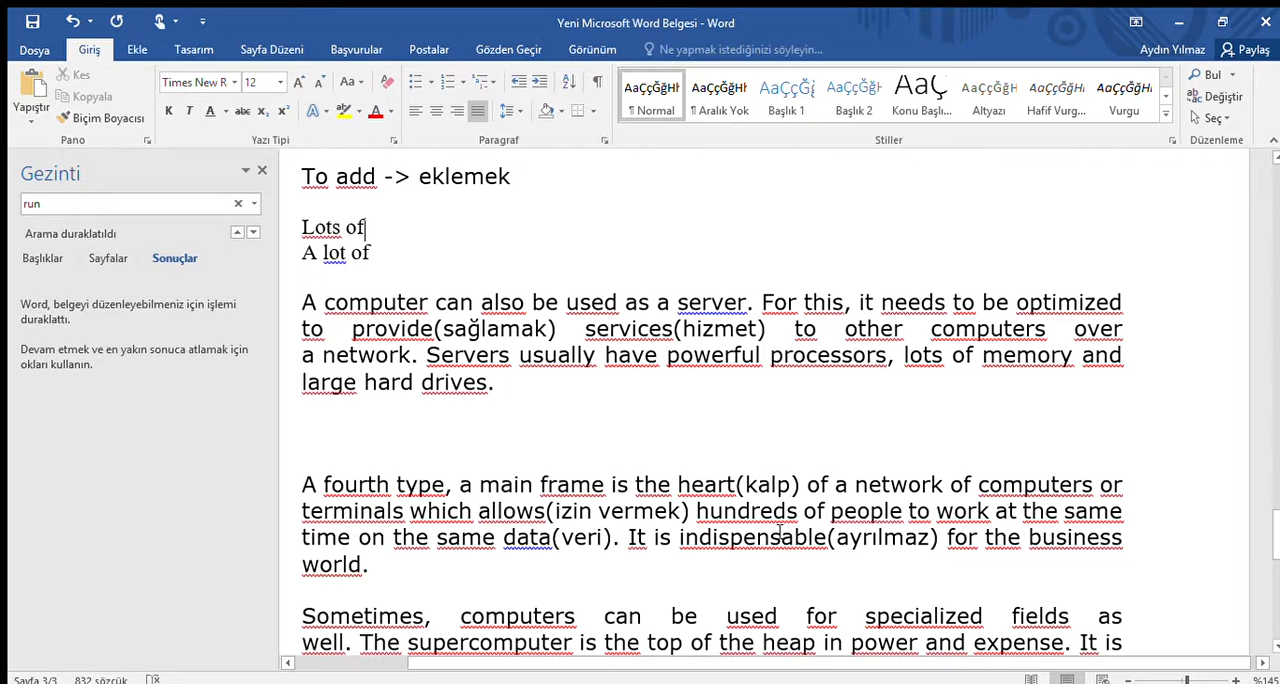 Yeni Microsoft Word Belgesi - Word
Dosya Giriş Ekle Tasarım Sayfa Düzeni Başvurular Postalar Gözden Geçir Görünüm Ne yapmak istediğinizi söyleyin... Aydın Yılmaz Paylaş
Yapıştır
Kes
Kopyala
Biçim Boyacısı
Pano
Times New R 12 Aa
K T A abc x₂ x² A A
Yazı Tipi
Paragraf
AaÇçĞğHł AaÇçĞğHł AaÇçĞğ AaÇçĞğH AaÇç AaÇçĞğH AaÇçĞğHı AaÇçĞğHı
¶ Normal ¶ Aralık Yok Başlık 1 Başlık 2 Konu Başlı... Altyazı Hafif Vurg... Vurgu
Stiller
Bul
Değiştir
Seç
Düzenleme
Gezinti
run
Arama duraklatıldı
Başlıklar Sayfalar Sonuçlar
Word, belgeyi düzenleyebilmeniz için işlemi
duraklattı.
Devam etmek ve en yakın sonuca atlamak için
okları kullanın.
To add -> eklemek
Lots of
A lot of
A computer can also be used as a server. For this, it needs to be optimized
to provide(sağlamak) services(hizmet) to other computers over
a network. Servers usually have powerful processors, lots of memory and
large hard drives.
A fourth type, a main frame is the heart(kalp) of a network of computers or
terminals which allows(izin vermek) hundreds of people to work at the same
time on the same data(veri). It is indispensable(ayrılmaz) for the business
world.
Sometimes, computers can be used for specialized fields as
well. The supercomputer is the top of the heap in power and expense. It is
Sayfa 3/3 832 sözcük %145